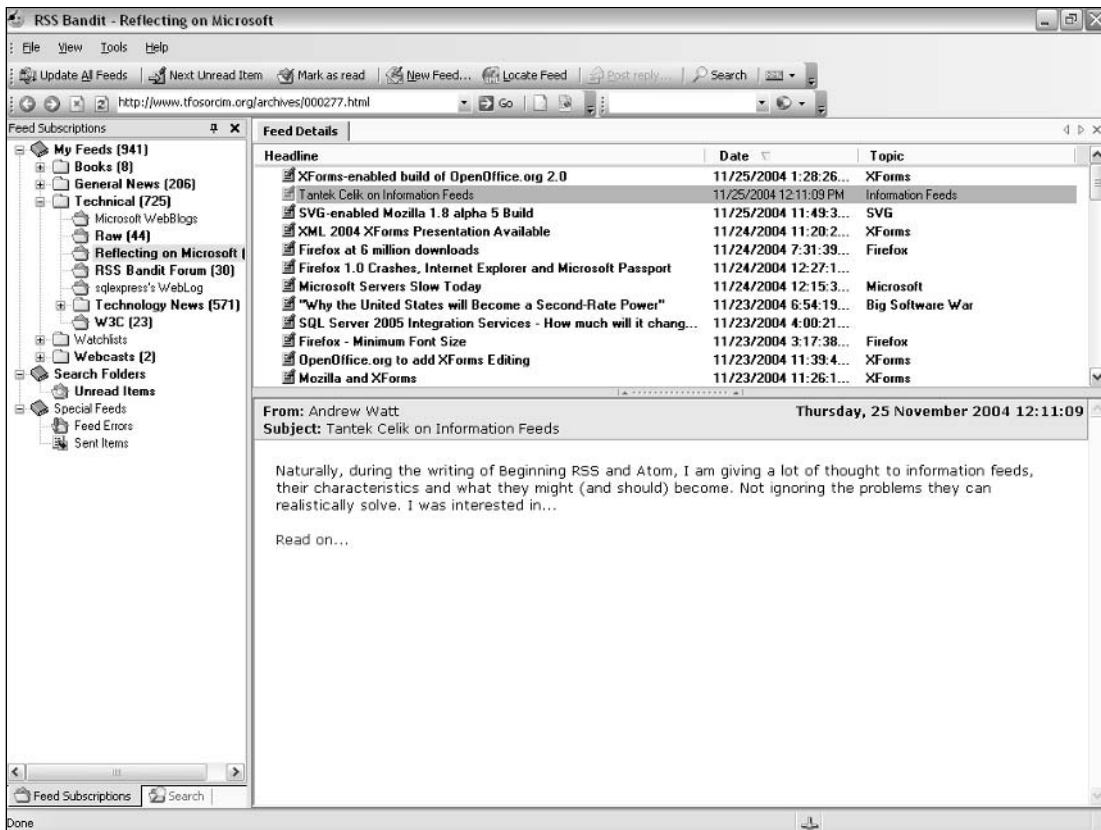 RSS Bandit - Reflecting on Microsoft
File View Tools Help
Update All Feeds Next Unread Item Mark as read New Feed... Locate Feed Post reply... Search
http://www.tfosorcim.org/archives/000277.html Go
Feed Subscriptions
My Feeds (941)
Books (8)
General News (206)
Technical (725)
Microsoft WebBlogs
Raw (44)
Reflecting on Microsoft (
RSS Bandit Forum (30)
sqlexpress's WebLog
Technology News (571)
W3C (23)
Watchlists
Webcasts (2)
Search Folders
Unread Items
Special Feeds
Feed Errors
Sent Items
Feed Subscriptions Search
Feed Details
Headline Date Topic
XForms-enabled build of OpenOffice.org 2.0 11/25/2004 1:28:26... XForms
Tantek Celik on Information Feeds 11/25/2004 12:11:09 PM Information Feeds
SVG-enabled Mozilla 1.8 alpha 5 Build 11/25/2004 11:49:3... SVG
XML 2004 XForms Presentation Available 11/24/2004 11:20:2... XForms
Firefox at 6 million downloads 11/24/2004 7:31:39... Firefox
Firefox 1.0 Crashes, Internet Explorer and Microsoft Passport 11/24/2004 12:27:1...
Microsoft Servers Slow Today 11/24/2004 12:15:3... Microsoft
"Why the United States will Become a Second-Rate Power" 11/23/2004 6:54:19... Big Software War
SQL Server 2005 Integration Services - How much will it chang... 11/23/2004 4:00:21...
Firefox - Minimum Font Size 11/23/2004 3:17:38... Firefox
OpenOffice.org to add XForms Editing 11/23/2004 11:39:4... XForms
Mozilla and XForms 11/23/2004 11:26:1... XForms
From: Andrew Watt Thursday, 25 November 2004 12:11:09
Subject: Tantek Celik on Information Feeds
Naturally, during the writing of Beginning RSS and Atom, I am giving a lot of thought to information feeds,
their characteristics and what they might (and should) become. Not ignoring the problems they can
realistically solve. I was interested in...
Read on...
Done